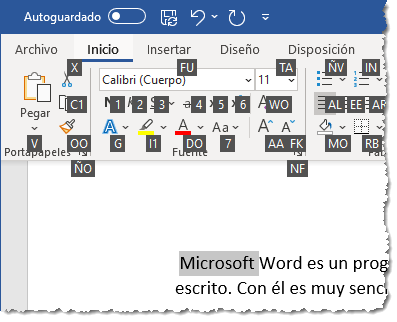 Autoguardado
Archivo Inicio Insertar Diseño Disposición
X FU TA ÑV IN
Calibri (Cuerpo) 11
C1 1 2 3 4 5 6 WO AL EE AR
Pegar
V G I1 DO Aa 7 A A MO RB
OO AA FK
Portapapeles Fuente
ÑO NF
Microsoft Word es un prog
escrito. Con él es muy senci